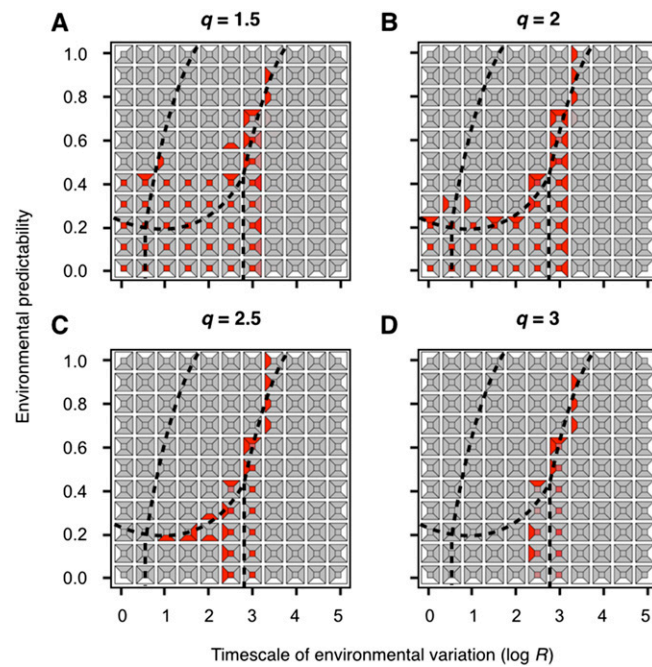 A
q = 1.5
B
q = 2
1.0
0.8
0.6
0.4
0.2
0.0
C
q = 2.5
D
q = 3
1.0
0.8
0.6
0.4
0.2
0.0
0 1 2 3 4 5
0 1 2 3 4 5
Environmental predictability
Timescale of environmental variation (log R)